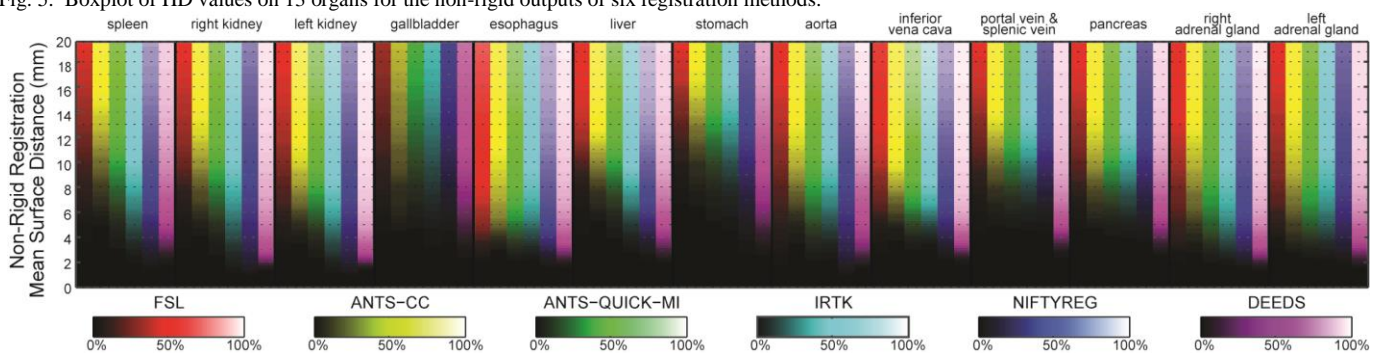 Fig. 5. Boxplot of HD values on 13 organs for the non-rigid outputs of six registration methods.
spleen right kidney left kidney gallbladder esophagus liver stomach aorta inferior vena cava portal vein & splenic vein pancreas right adrenal gland left adrenal gland
Non-Rigid Registration
Mean Surface Distance (mm)
20
18
16
14
12
10
8
6
4
2
0
FSL ANTS-CC ANTS-QUICK-MI IRTK NIFTYREG DEEDS
0% 50% 100% 0% 50% 100% 0% 50% 100% 0% 50% 100% 0% 50% 100% 0% 50% 100%